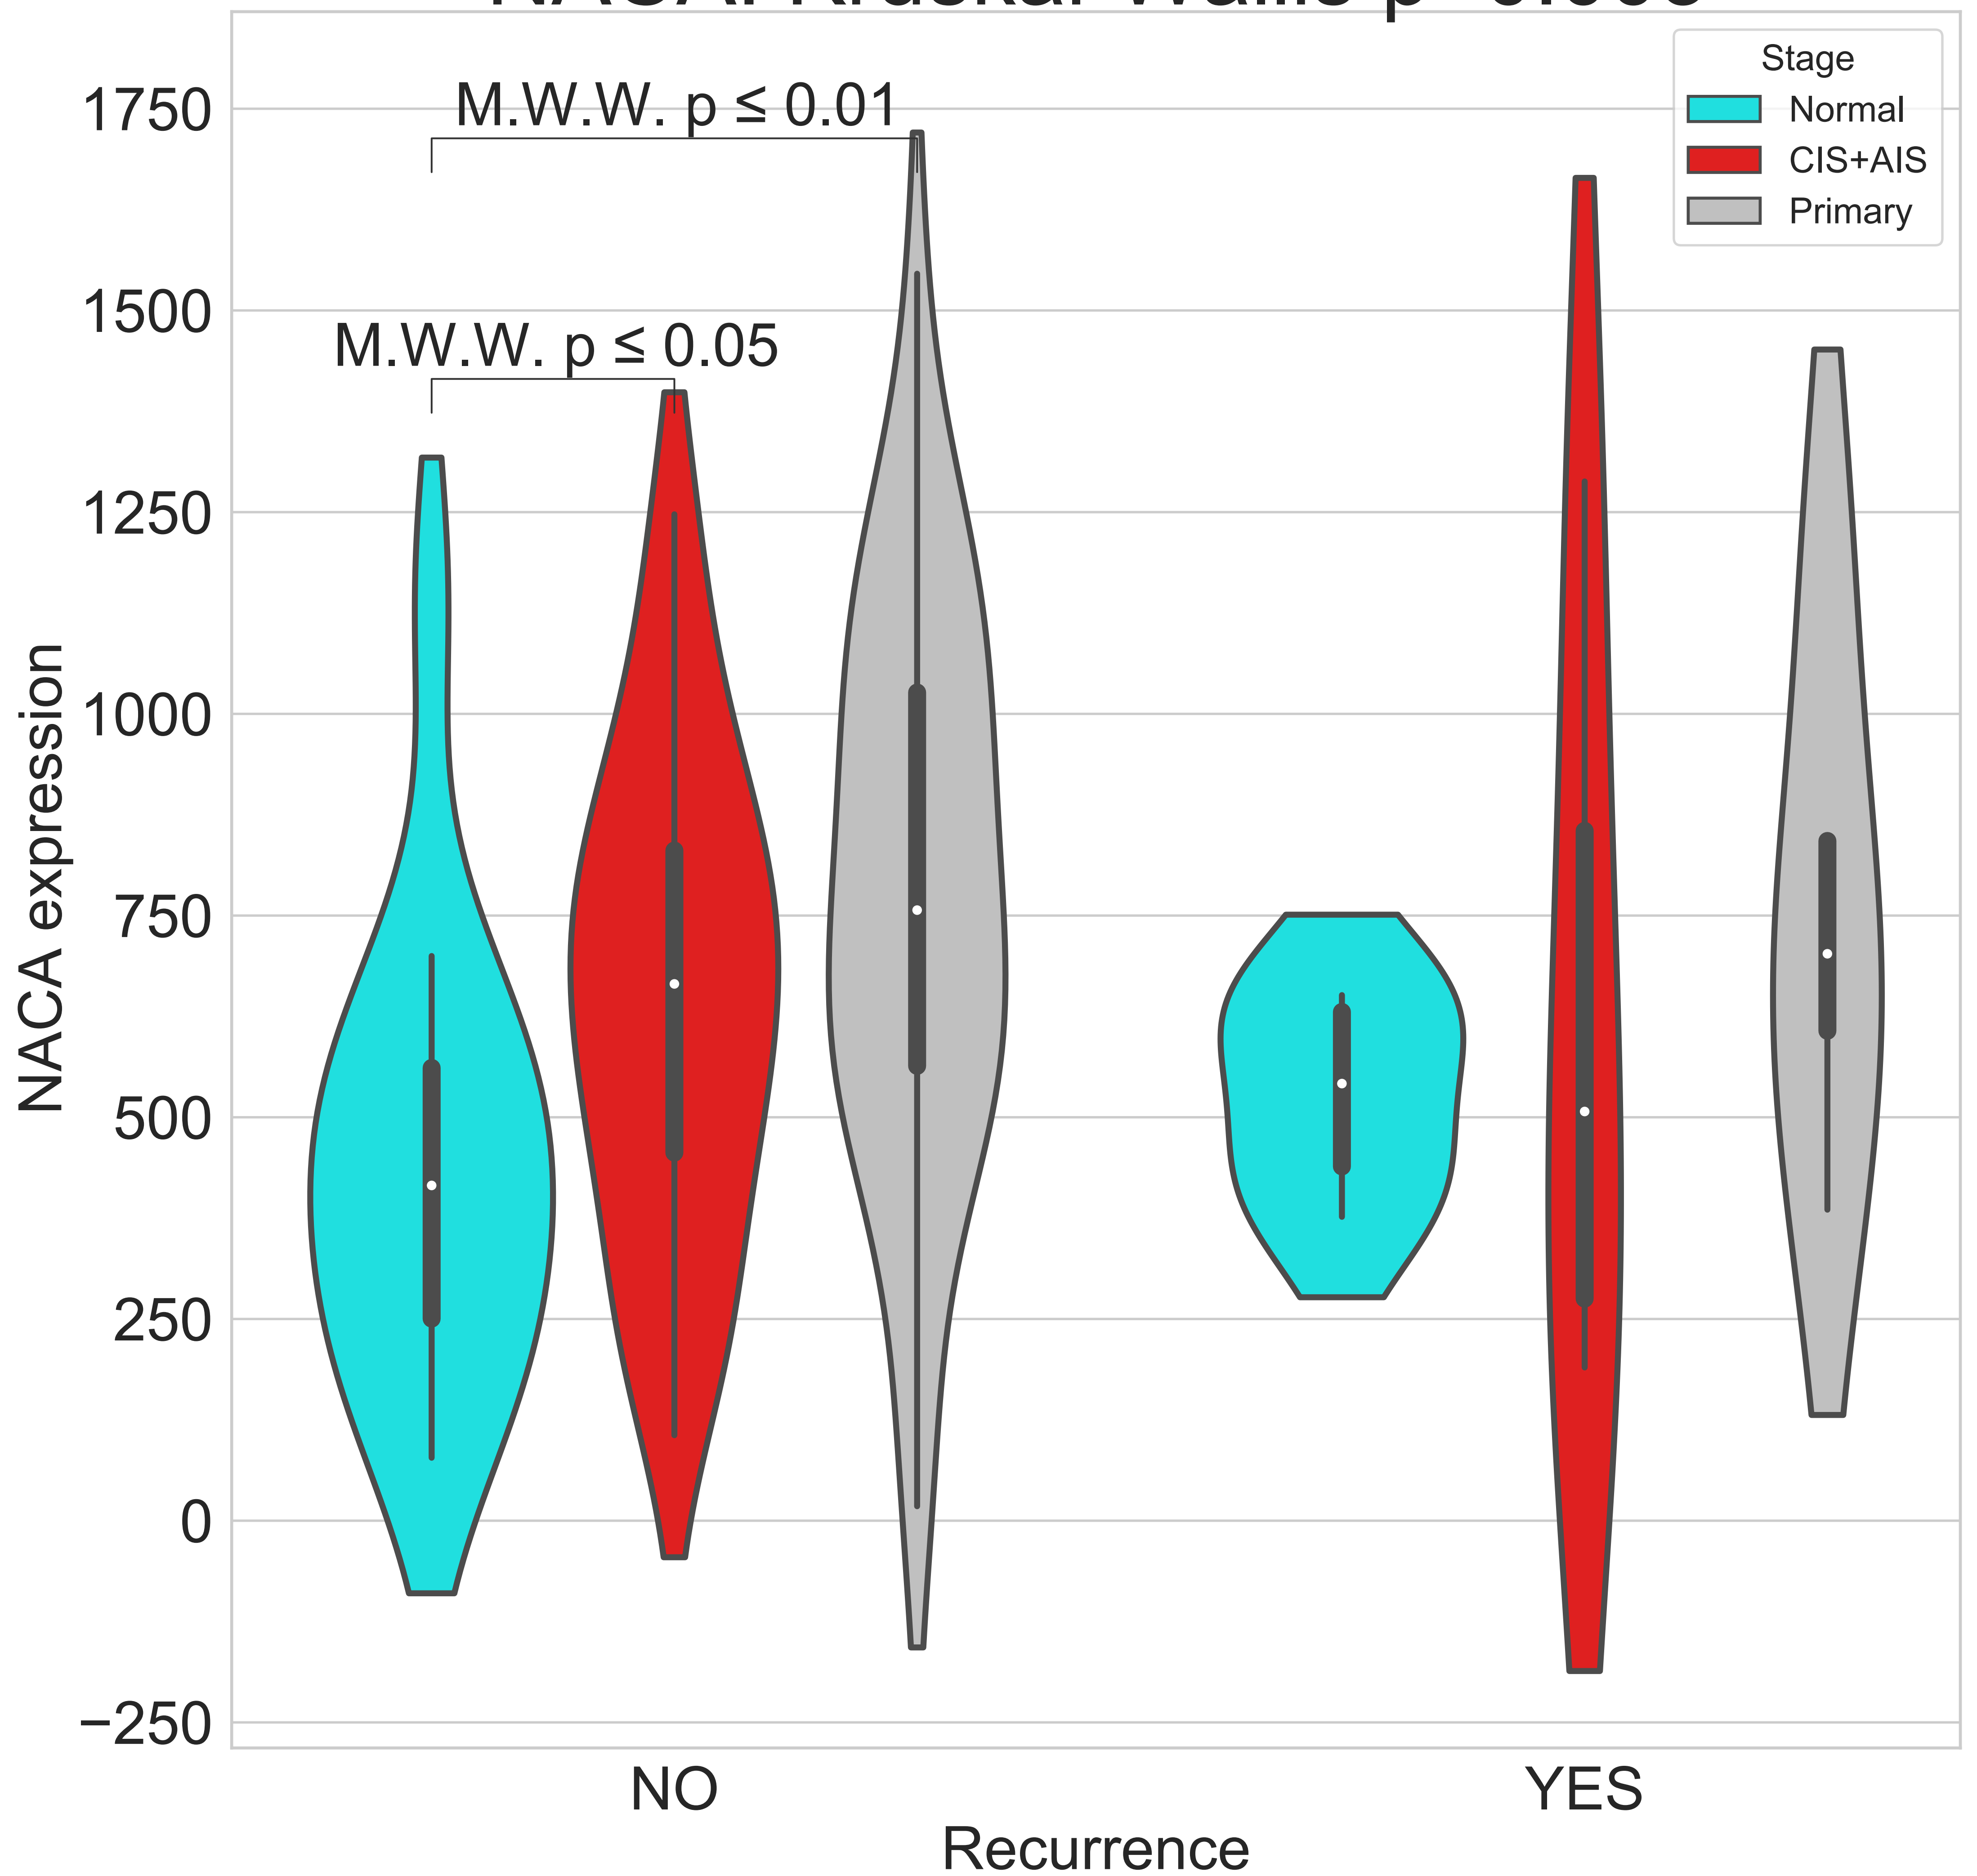 Stage
Normal
CIS+AIS
Primary
M.W.W. p ≤ 0.01
M.W.W. p ≤ 0.05
1750
1500
1250
1000
750
500
250
0
−250
NACA expression
NO
YES
Recurrence